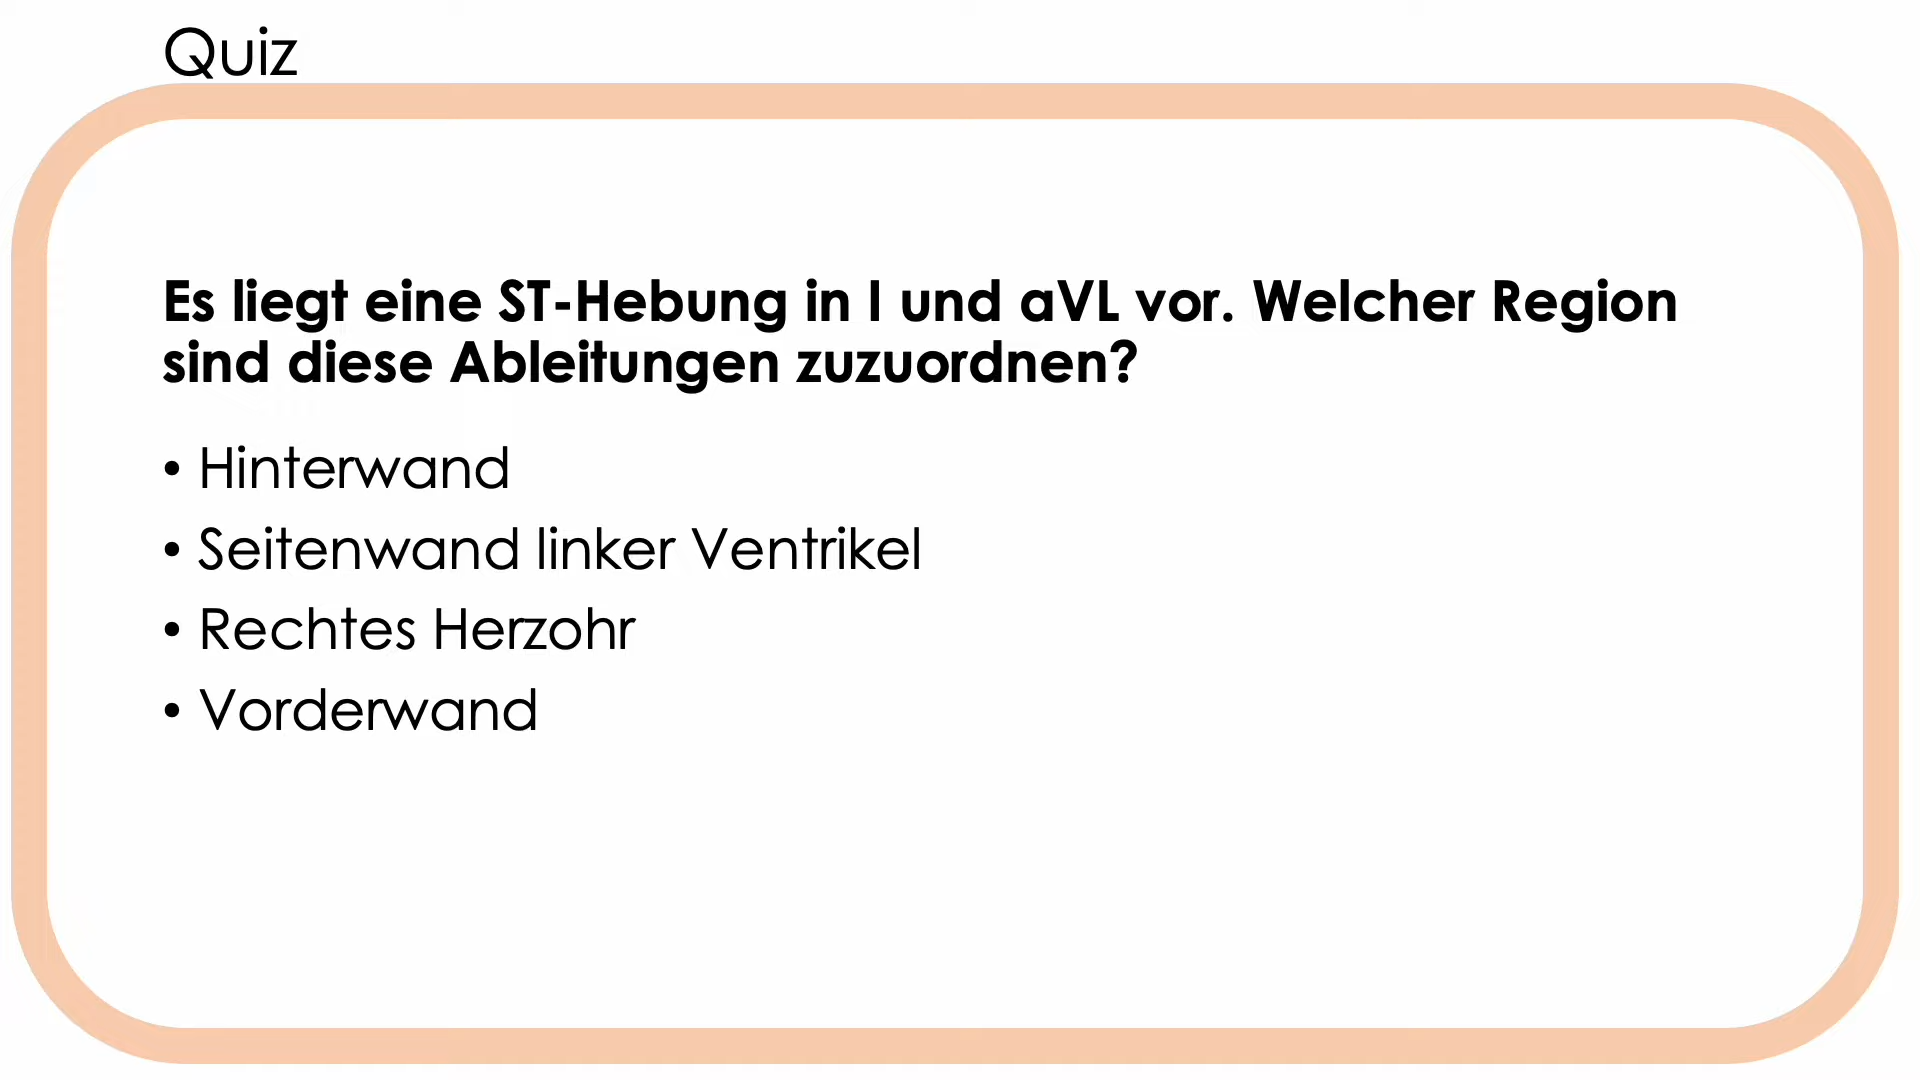 Quiz
Es liegt eine ST-Hebung in I und aVL vor. Welcher Region
sind diese Ableitungen zuzuordnen?
• Hinterwand
• Seitenwand linker Ventrikel
• Rechtes Herzohr
• Vorderwand